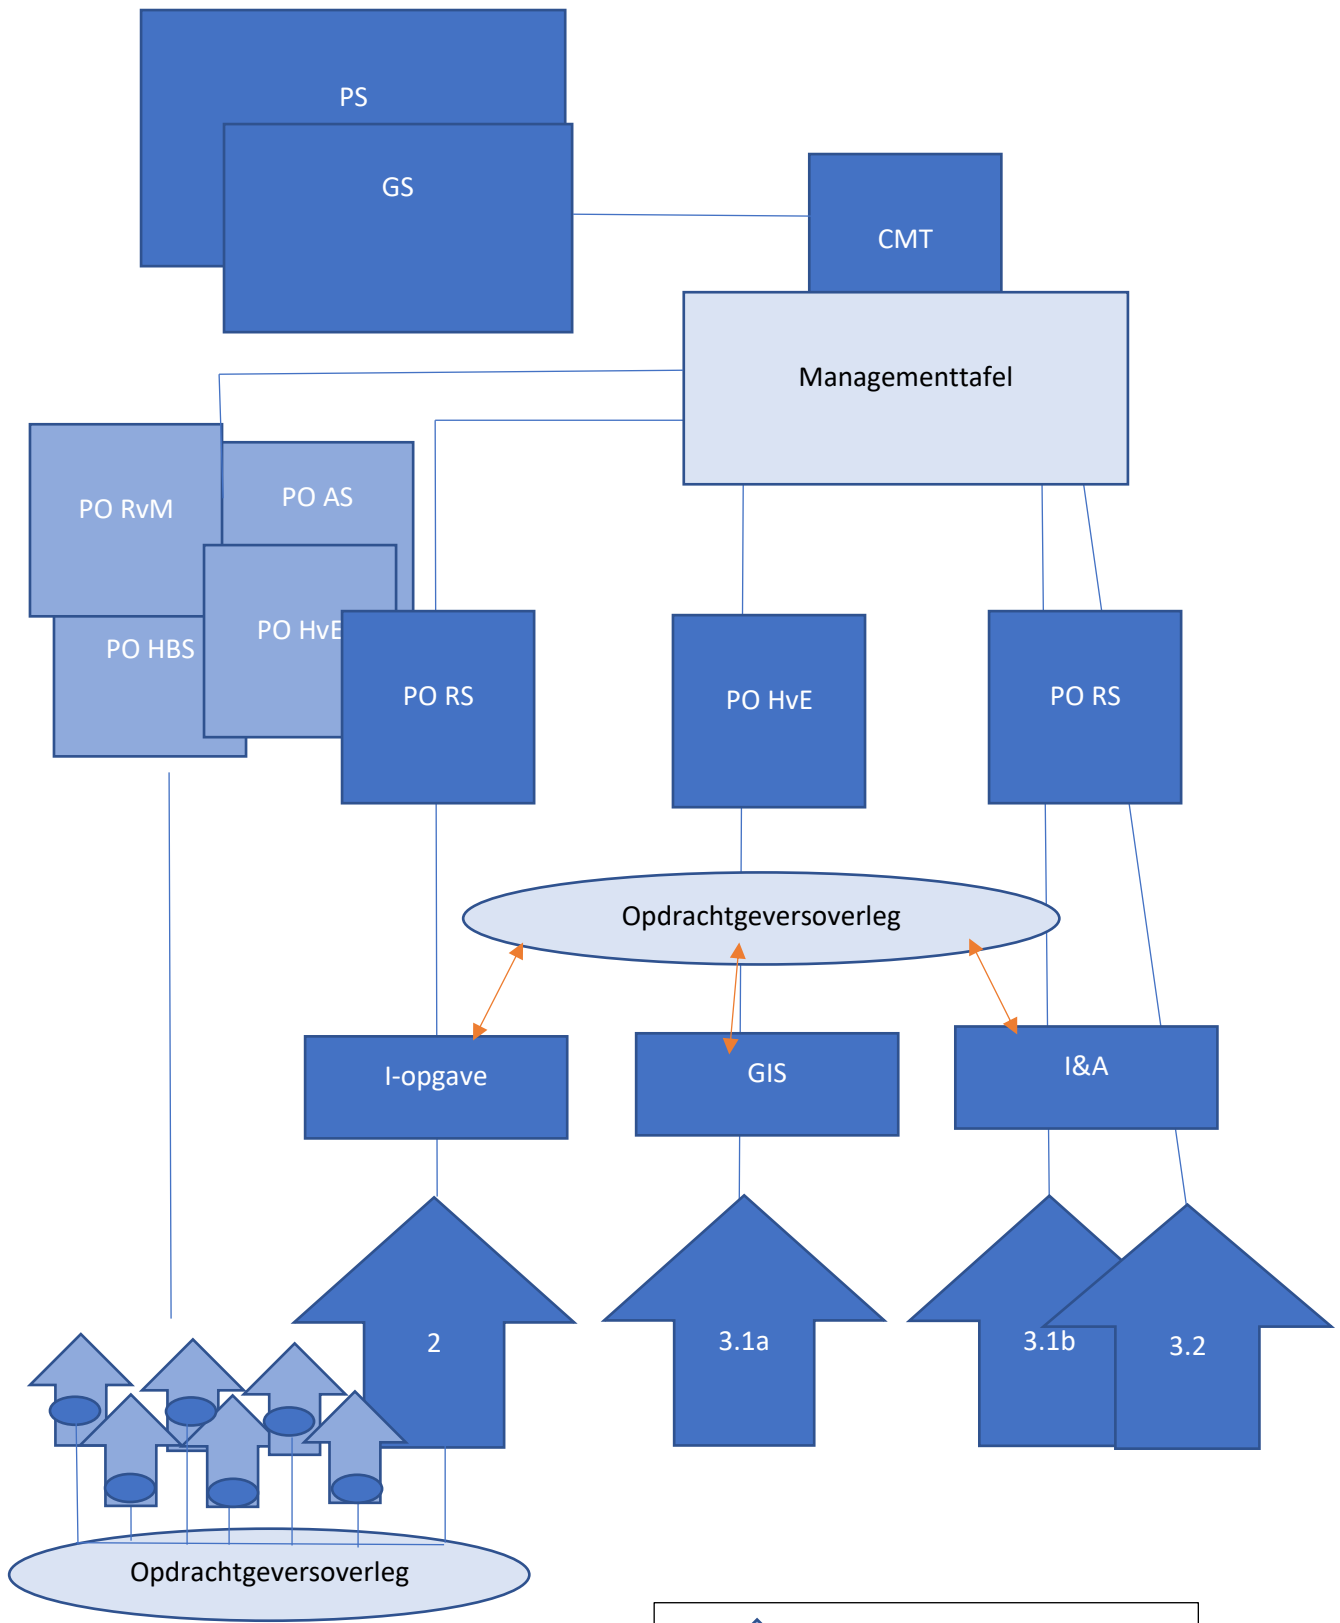 PS
GS
CMT
Managementtafel
PO RvM
PO AS
PO HvE
PO HBS
PO RS
PO HvE
PO RS
Opdrachtgeversoverleg
I-opgave
GIS
I&A
2
3.1a
3.1b
3.2
Opdrachtgeversoverleg